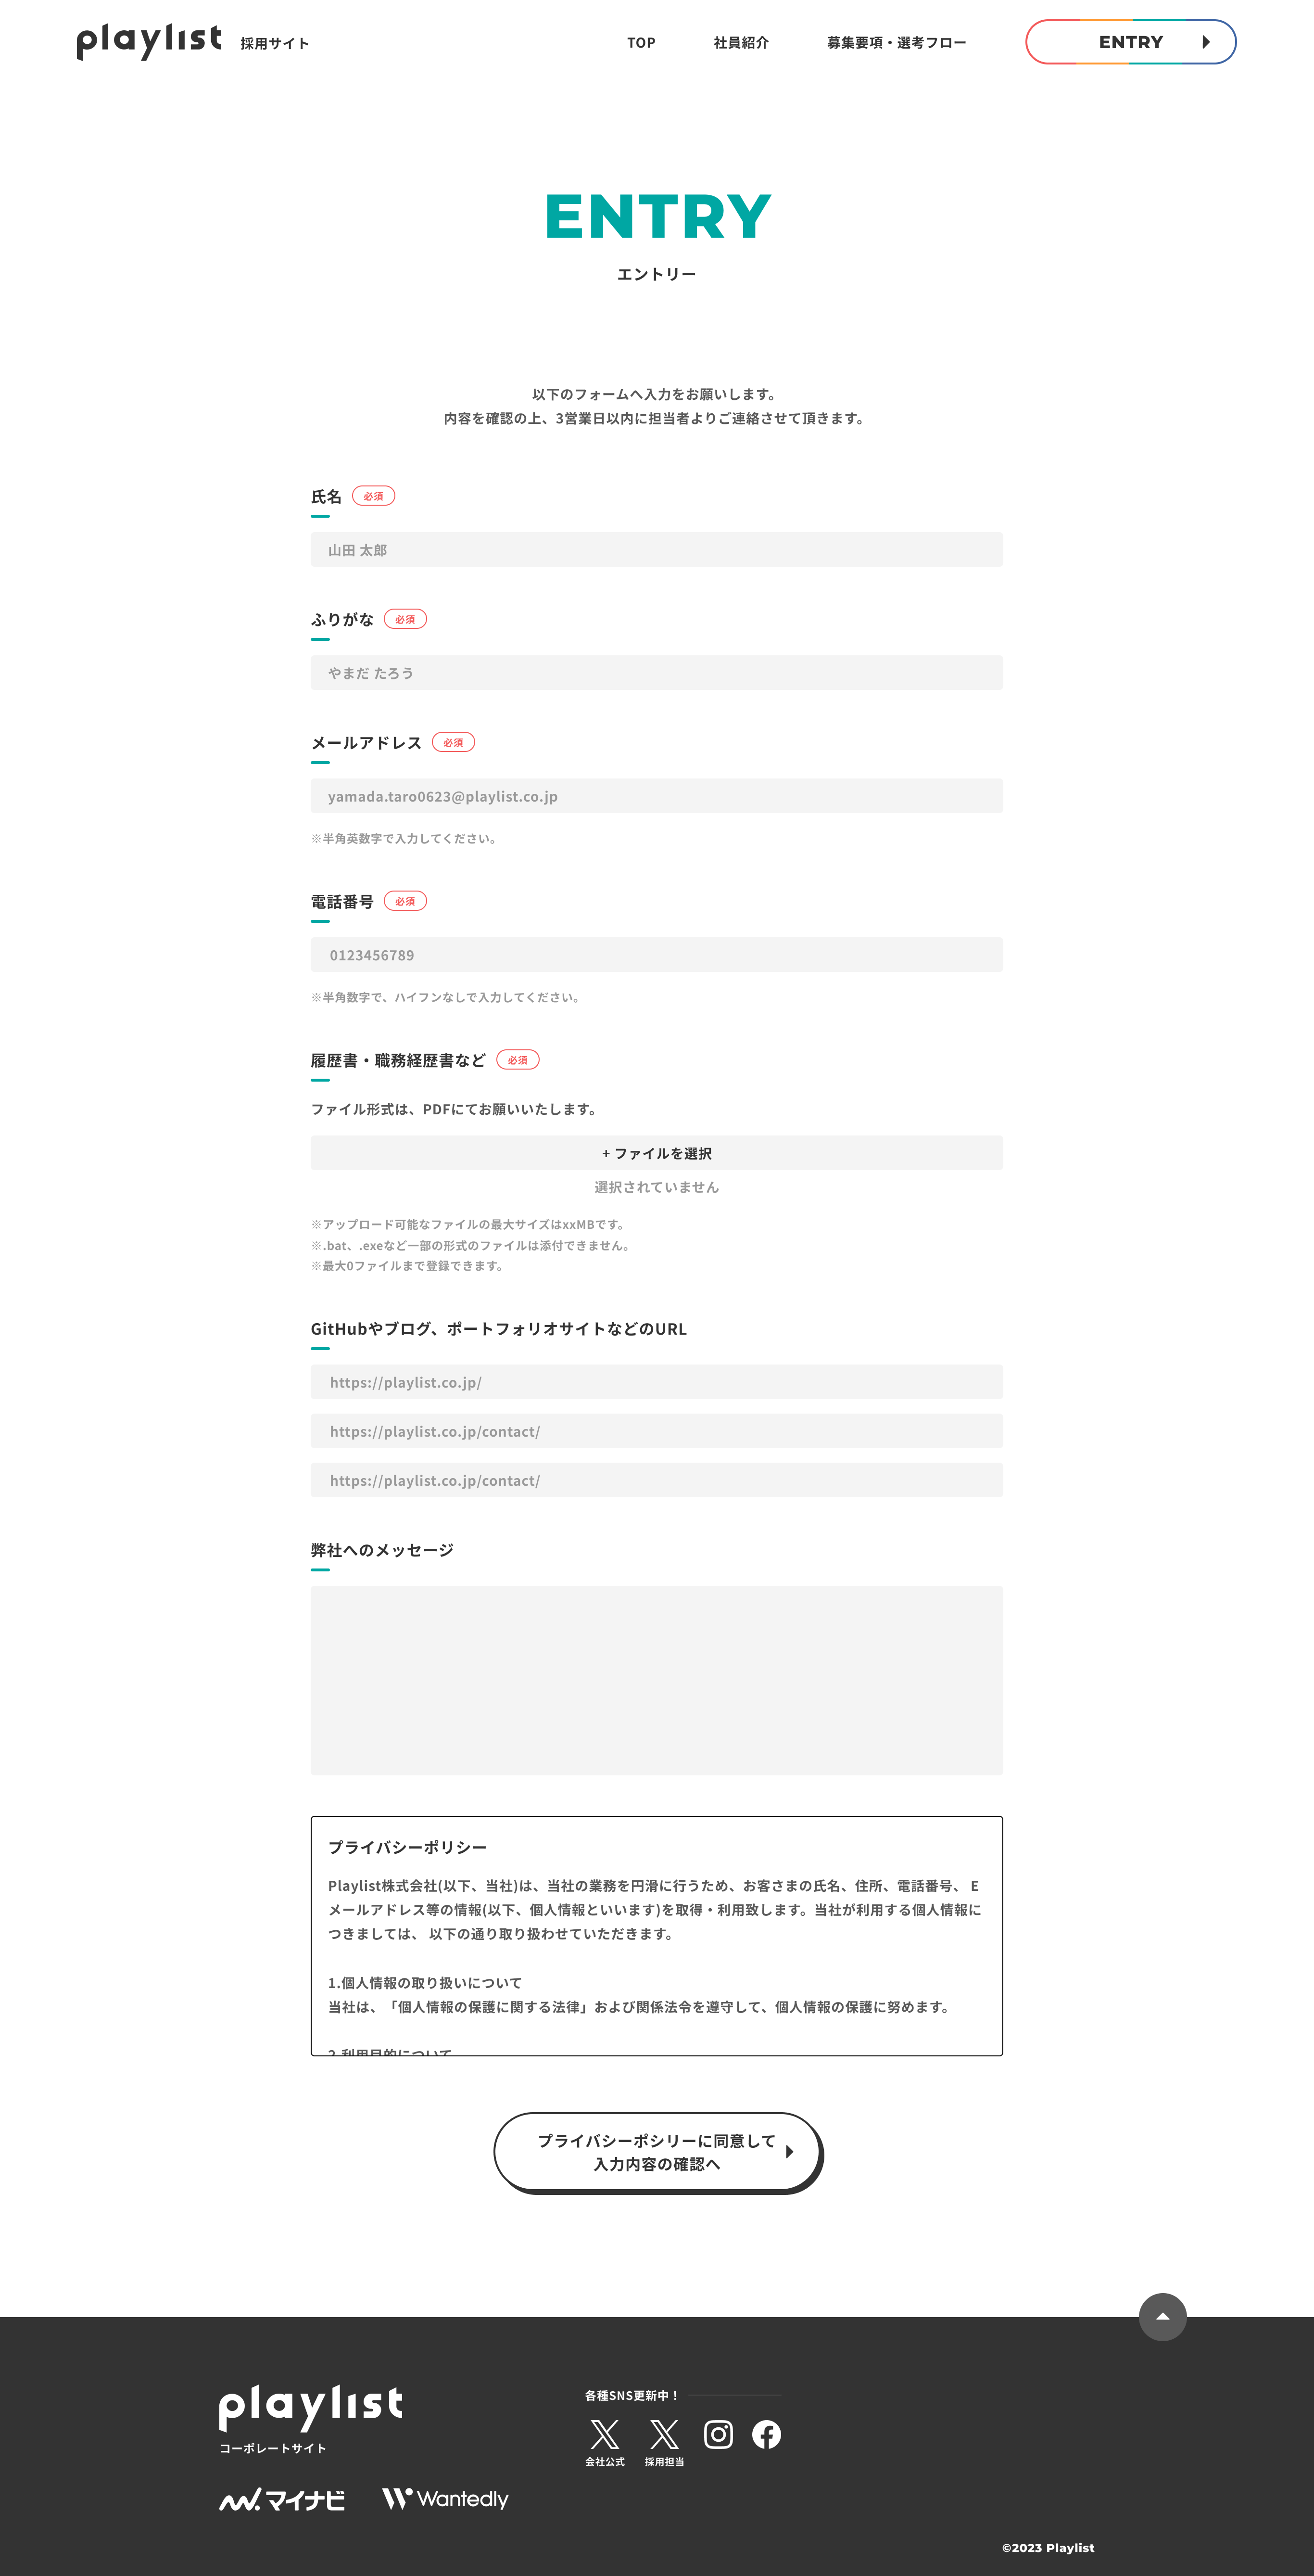 playlist 採用サイト
TOP
社員紹介
募集要項・選考フロー
ENTRY
ENTRY
エントリー
以下のフォームへ入力をお願いします。
内容を確認の上、3営業日以内に担当者よりご連絡させて頂きます。
氏名 必須
山田 太郎
ふりがな 必須
やまだ たろう
メールアドレス 必須
yamada.taro0623@playlist.co.jp
※半角英数字で入力してください。
電話番号 必須
0123456789
※半角数字で、ハイフンなしで入力してください。
履歴書・職務経歴書など 必須
ファイル形式は、PDFにてお願いいたします。
+ ファイルを選択
選択されていません
※アップロード可能なファイルの最大サイズはxxMBです。
※.bat、.exeなど一部の形式のファイルは添付できません。
※最大0ファイルまで登録できます。
GitHubやブログ、ポートフォリオサイトなどのURL
https://playlist.co.jp/
https://playlist.co.jp/contact/
https://playlist.co.jp/contact/
弊社へのメッセージ
プライバシーポリシー
Playlist株式会社(以下、当社)は、当社の業務を円滑に行うため、お客さまの氏名、住所、電話番号、 E
メールアドレス等の情報(以下、個人情報といいます)を取得・利用致します。当社が利用する個人情報に
つきましては、 以下の通り取り扱わせていただきます。
1.個人情報の取り扱いについて
当社は、「個人情報の保護に関する法律」および関係法令を遵守して、個人情報の保護に努めます。
2.利用目的について
プライバシーポシリーに同意して
入力内容の確認へ
playlist
コーポレートサイト
マイナビ
Wantedly
各種SNS更新中！
会社公式
採用担当
©2023 Playlist